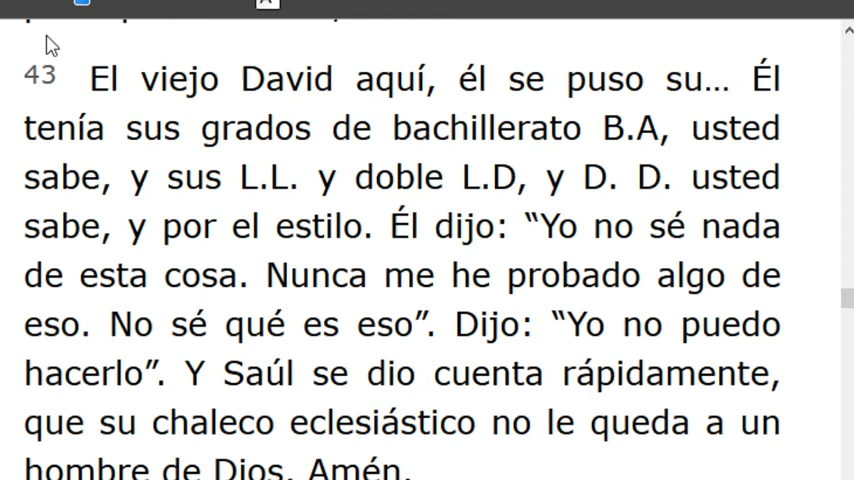 43 El viejo David aquí, él se puso su... Él
tenía sus grados de bachillerato B.A, usted
sabe, y sus L.L. y doble L.D, y D. D. usted
sabe, y por el estilo. Él dijo: “Yo no sé nada
de esta cosa. Nunca me he probado algo de
eso. No sé qué es eso”. Dijo: “Yo no puedo
hacerlo”. Y Saúl se dio cuenta rápidamente,
que su chaleco eclesiástico no le queda a un
hombre de Dios. Amén.